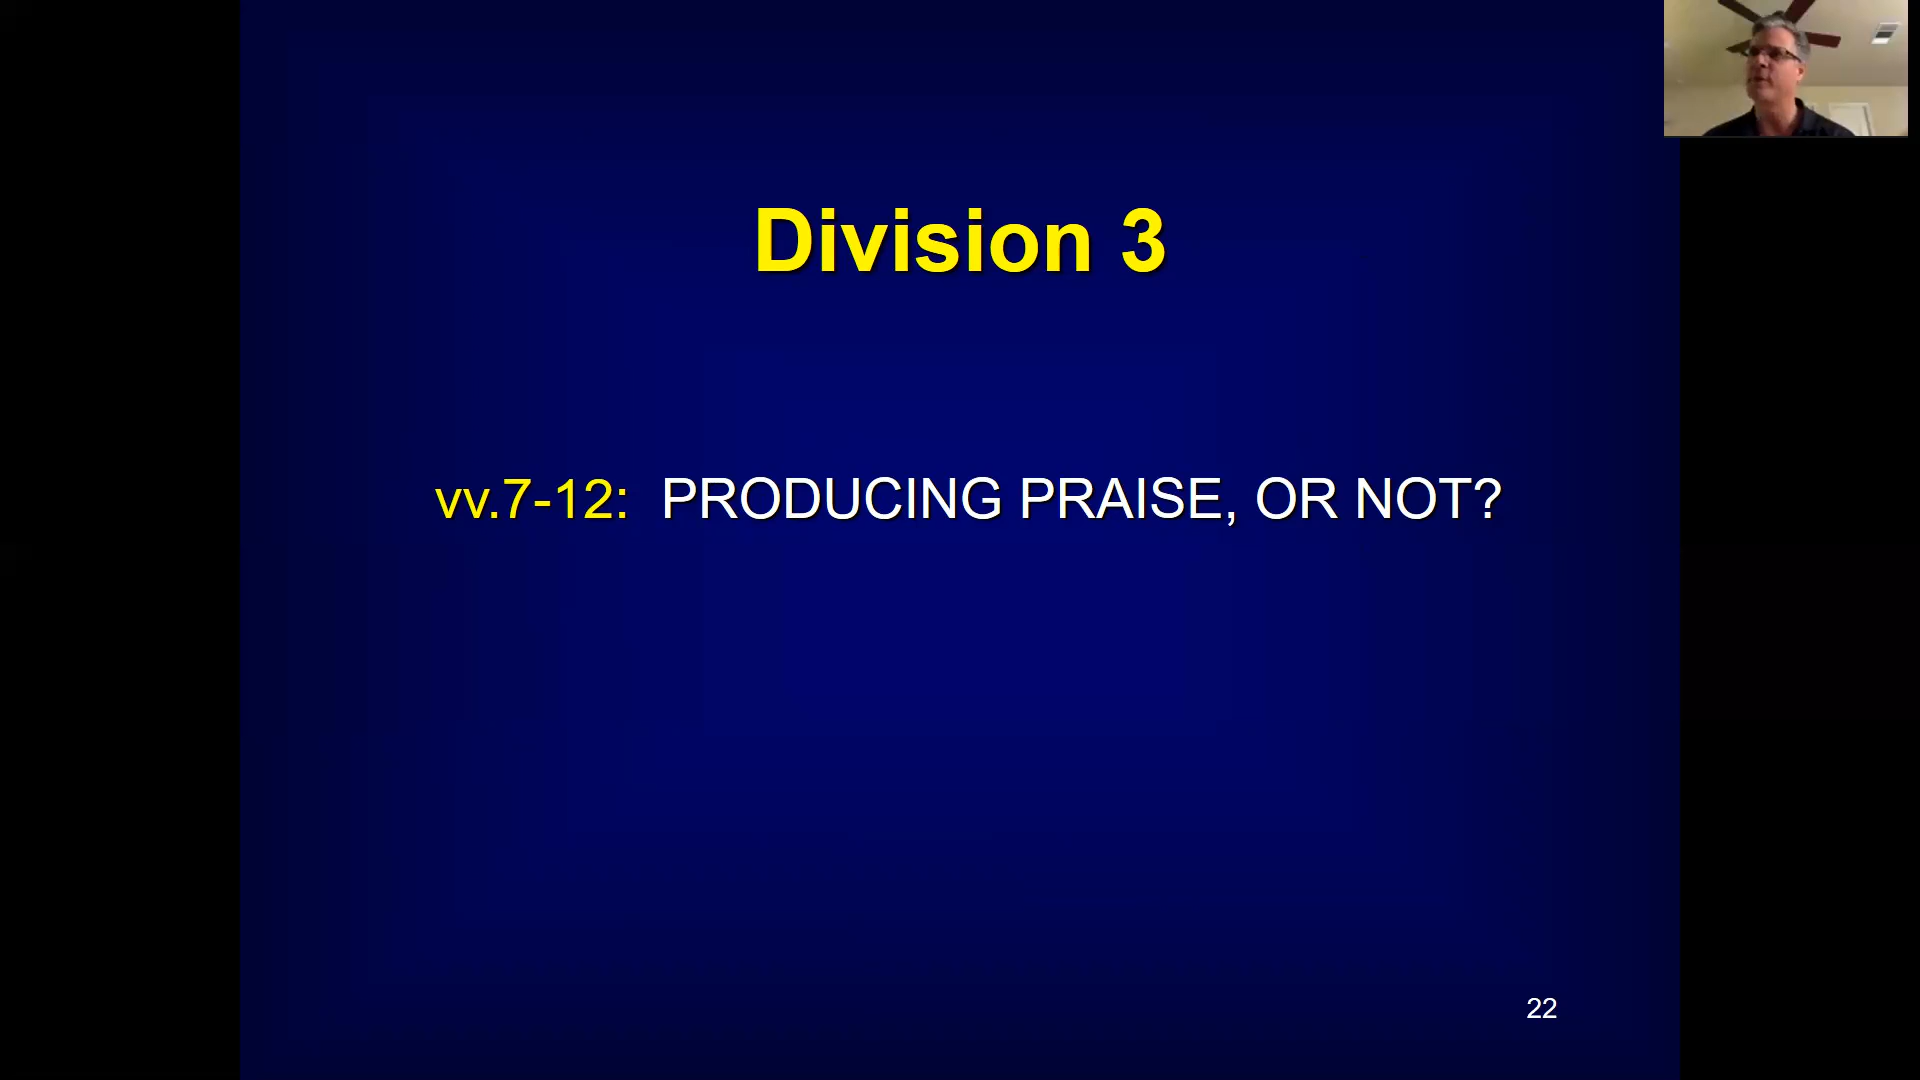 Division 3
vv.7-12: PRODUCING PRAISE, OR NOT?
22